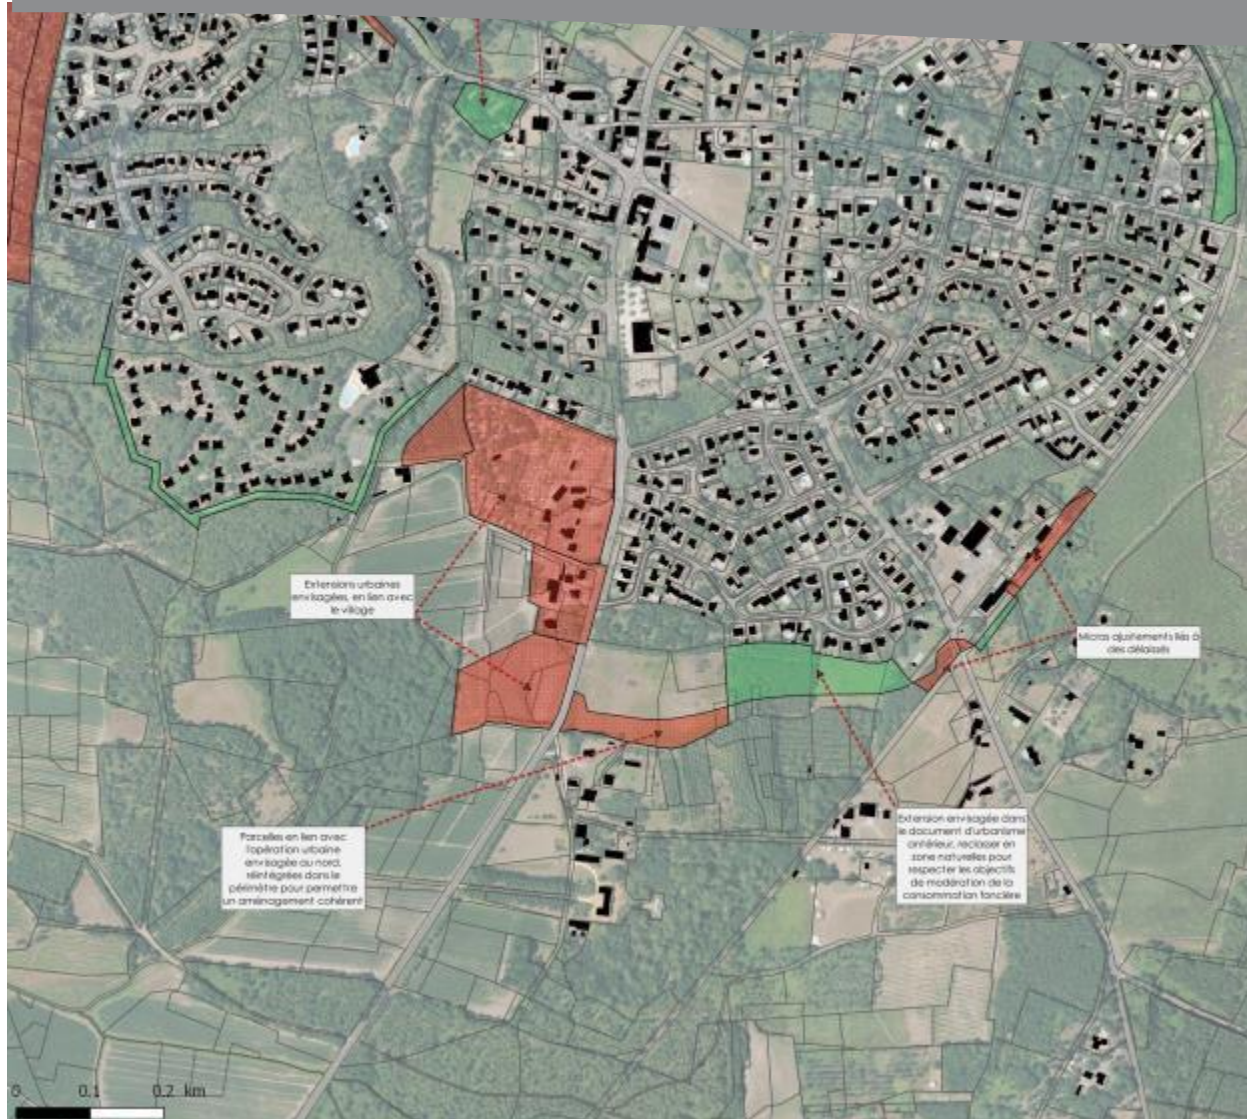 Extensions urbaines
envisagées, en lien avec
le village
Micros ajustements liés à
des délaissés
Parcelles en lien avec
l'opération urbaine
envisagée au nord,
réintégrées dans le
périmètre pour permettre
un aménagement cohérent
Extension envisagée dans
le document d'urbanisme
antérieur, reclasser en
zone naturelles pour
respecter les objectifs
de modération de la
consommation foncière
0 0.1 0.2 km